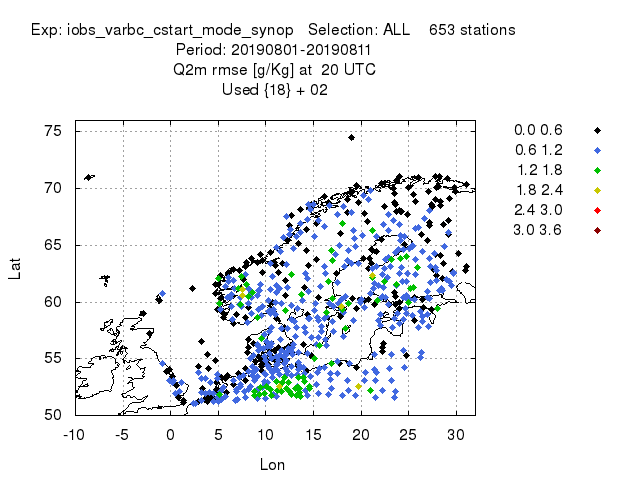 Exp: iobs_varbc_cstart_mode_synop   Selection: ALL    653 stations
Period: 20190801-20190811
Q2m rmse [g/Kg] at  20 UTC
Used {18} + 02
0.0 0.6
0.6 1.2
1.2 1.8
1.8 2.4
2.4 3.0
3.0 3.6
75
70
65
60
55
50
Lat
-10 -5 0 5 10 15 20 25 30
Lon